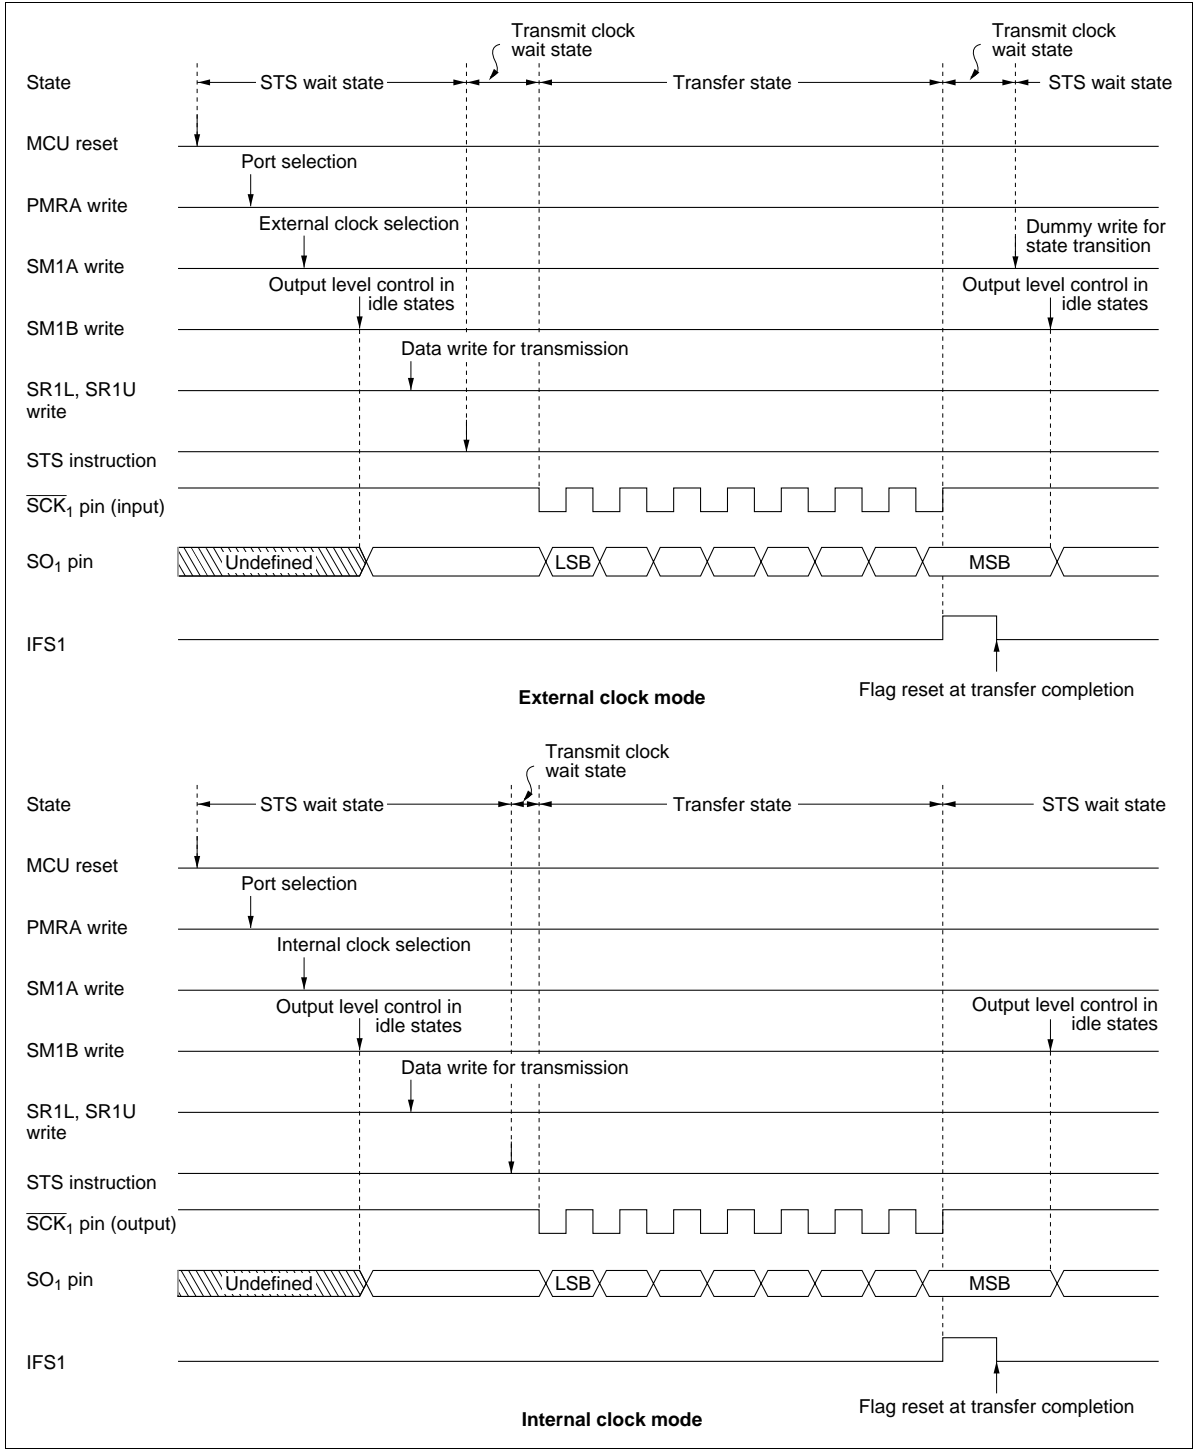 Transmit clock
wait state
Transmit clock
wait state
State
STS wait state
Transfer state
STS wait state
MCU reset
Port selection
PMRA write
External clock selection
Dummy write for
state transition
SM1A write
Output level control in
idle states
Output level control in
idle states
SM1B write
Data write for transmission
SR1L, SR1U
write
STS instruction
SCK1 pin (input)
SO1 pin
Undefined
LSB
MSB
IFS1
Flag reset at transfer completion
External clock mode
Transmit clock
wait state
State
STS wait state
Transfer state
STS wait state
MCU reset
Port selection
PMRA write
Internal clock selection
SM1A write
Output level control in
idle states
Output level control in
idle states
SM1B write
Data write for transmission
SR1L, SR1U
write
STS instruction
SCK1 pin (output)
SO1 pin
Undefined
LSB
MSB
IFS1
Flag reset at transfer completion
Internal clock mode